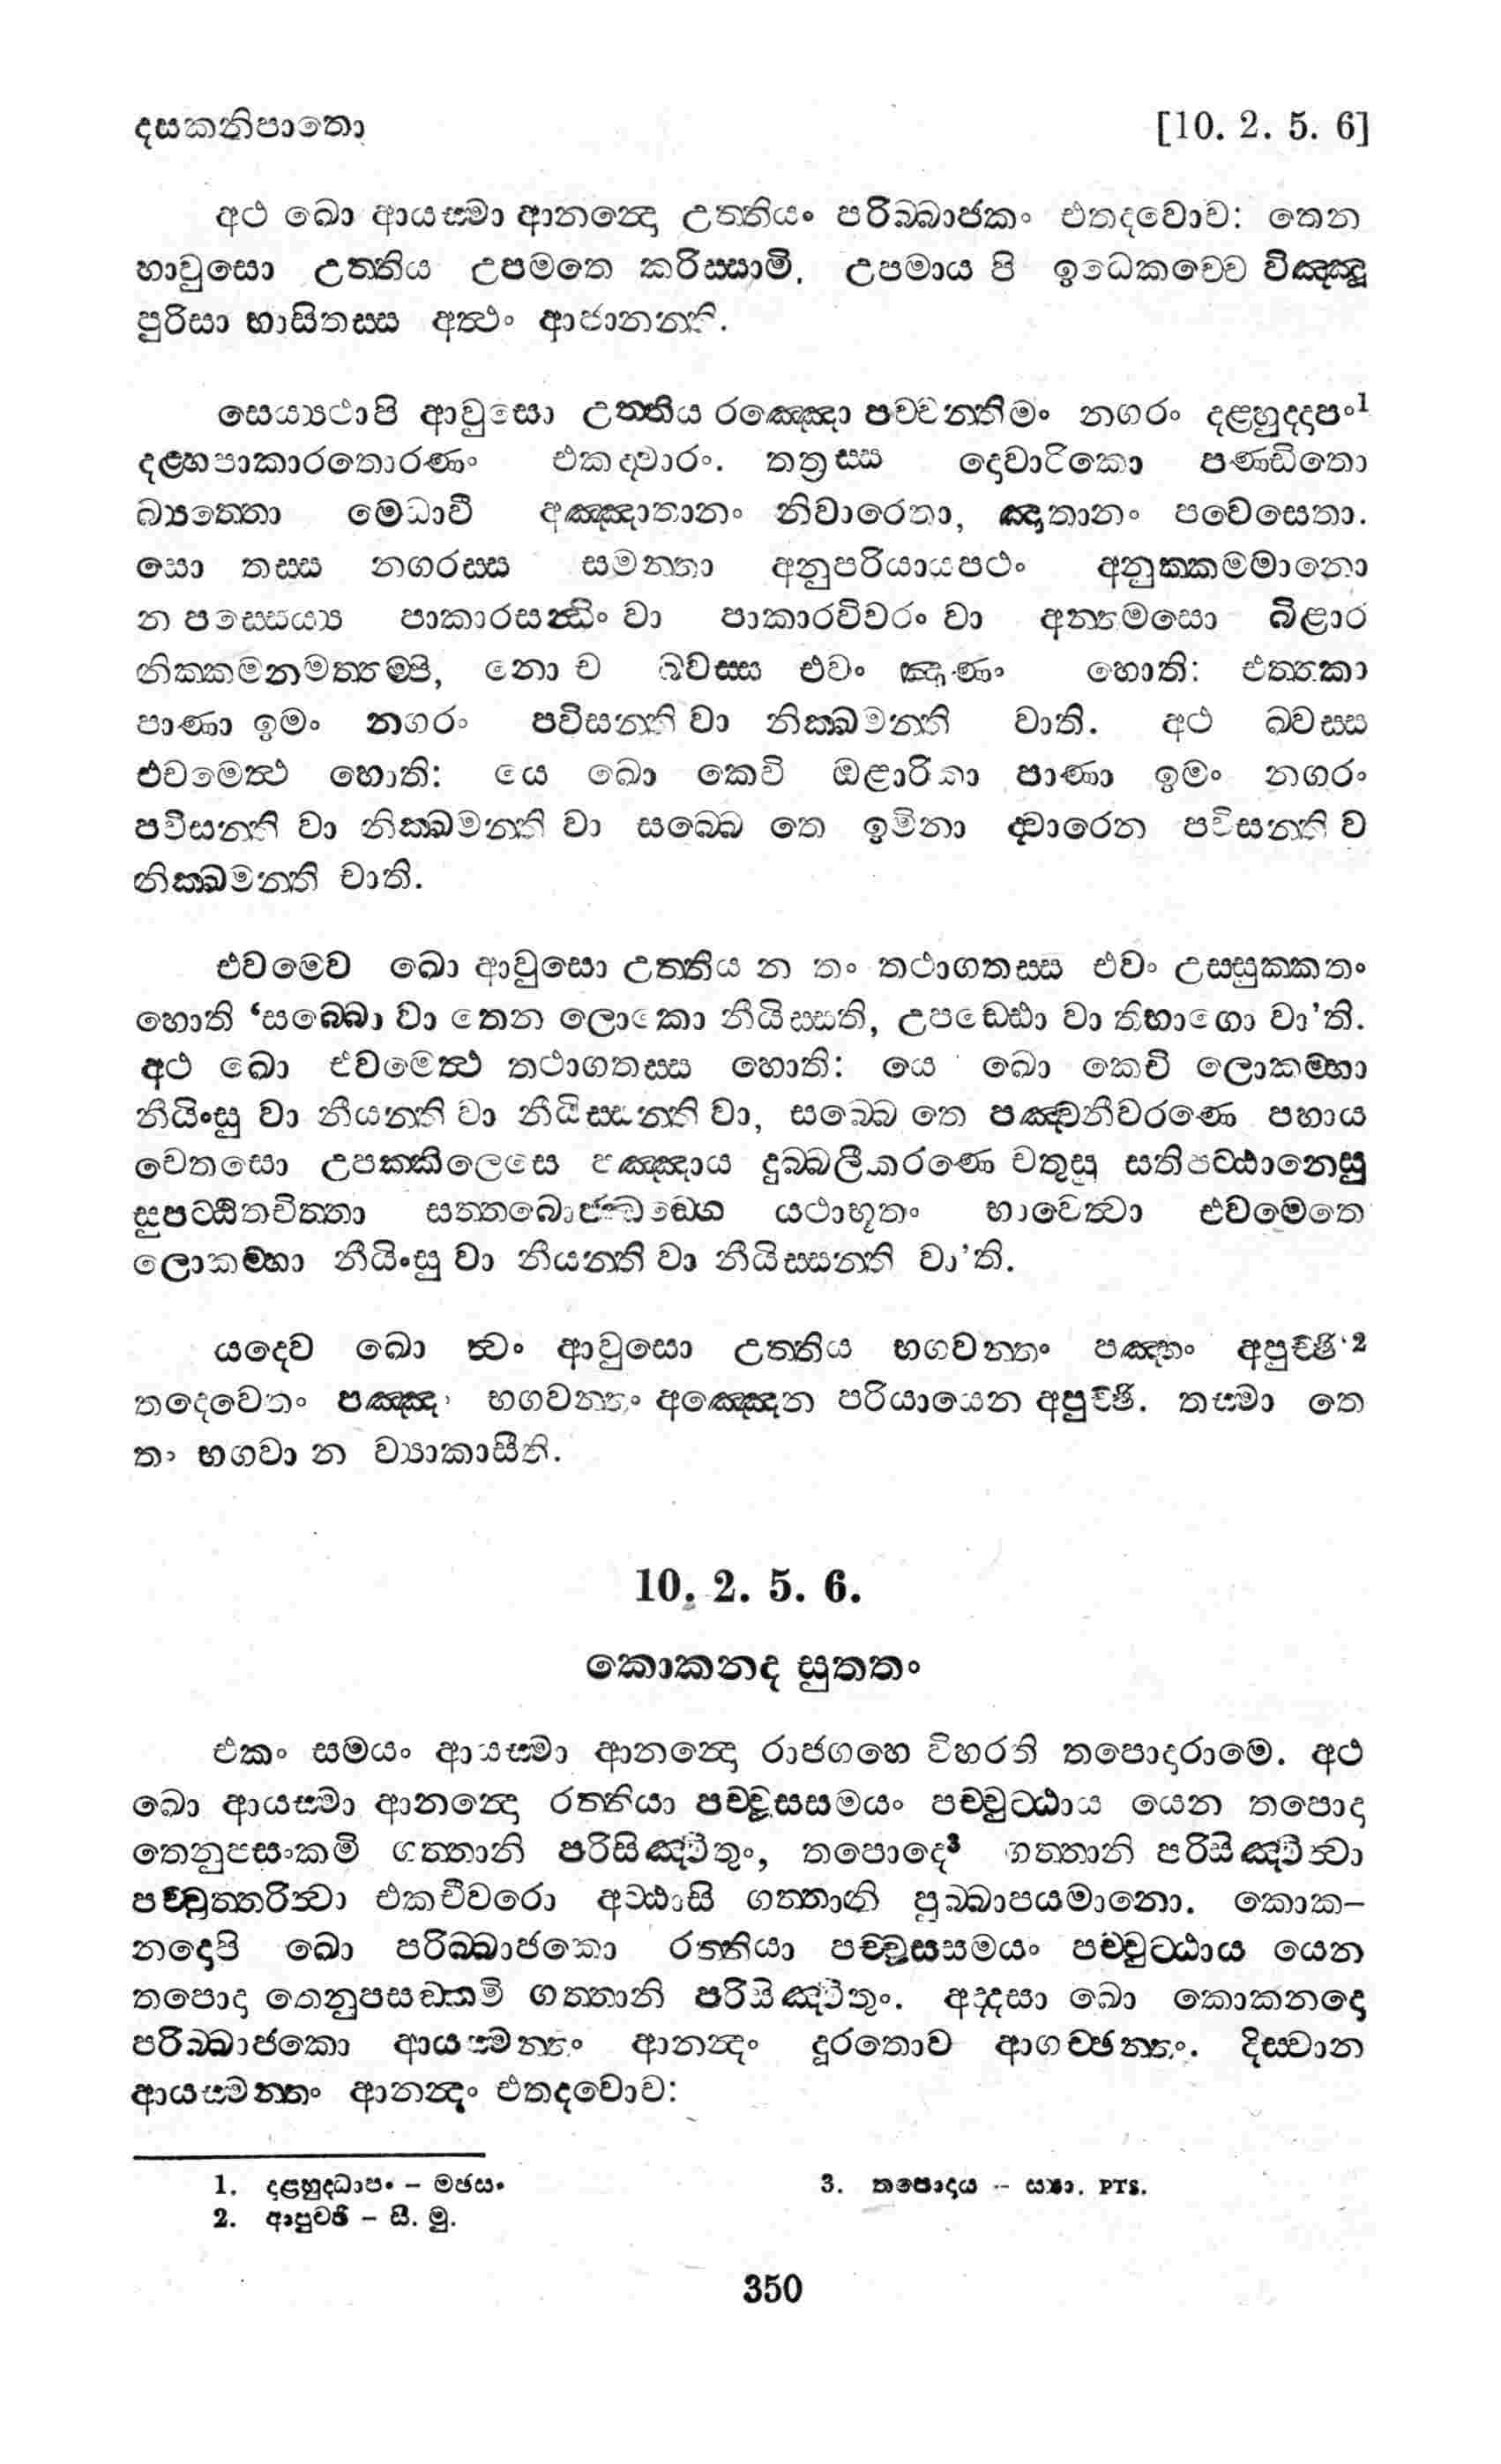 දසකනිපාතො [10. 2. 5. 6]
අථ ඛො ආයස්මා ආනන්දො උත්තියං පරිබ්බාජකං එතදවොච: තෙන
හාවුසො උත්තිය උපමතෙ කරිස්සාමි. උපමාය පි ඉධෙකච්චෙ විඤ්ඤූ
පුරිසා භාසිතස්ස අත්ථං ආජානන්ති.
සෙය්‍යථාපි ආවුසො උත්තිය රඤ්ඤො පච්චන්තිමං නගරං දළ්හුද්දාපං1
දළ්හපාකාරතොරණං එකද්වාරං. තත්‍රස්ස දොවාරිකො පණ්ඩිතො
බ්‍යත්තො මෙධාවී අඤ්ඤාතානං නිවාරෙතා, ඤාතානං පවෙසෙතා.
සො තස්ස නගරස්ස සමන්තා අනුපරියායපථං අනුක්කමමානො
න පස්සෙය්‍ය පාකාරසන්ධිං වා පාකාරවිවරං වා අන්තමසො බිළාර
නික්කමනමත්තම්පි, නො ච ඛ්වස්ස එවං ඤාණං හොති: එත්තකා
පාණා ඉමං නගරං පවිසන්ති වා නික්ඛමන්ති වාති. අථ ඛ්වස්ස
එවමෙත්ථ හොති: යෙ ඛො කෙචි ඔළාරිකා පාණා ඉමං නගරං
පවිසන්ති වා නික්ඛමන්ති වා සබ්බෙ තෙ ඉමිනා ද්වාරෙන පවිසන්ති ච
නික්ඛමන්ති චාති.
එවමෙව ඛො ආවුසො උත්තිය න තං තථාගතස්ස එවං උස්සුක්කතං
හොති ‘සබ්බො වා තෙන ලොකො නීයිස්සති, උපඩ්ඪො වා තිභාගො වා’ති.
අථ ඛො එවමෙත්ථ තථාගතස්ස හොති: යෙ ඛො කෙචි ලොකම්හා
නීයිංසු වා නීයන්ති වා නීයිස්සන්ති වා, සබ්බෙ තෙ පඤ්චනීවරණෙ පහාය
චෙතසො උපක්කිලෙසෙ පඤ්ඤාය දුබ්බලීකරණෙ චතුසු සතිපට්ඨානෙසු
සුපට්ඨිතචිත්තා සත්තබොජ්ඣඞ්ගෙ යථාභූතං භාවෙත්වා එවමෙතෙ
ලොකම්හා නීයිංසු වා නීයන්ති වා නීයිස්සන්ති වා’ති.
යදෙව ඛො ත්වං ආවුසො උත්තිය භගවන්තං පඤ්හං අපුච්ඡි2
තදෙවෙතං පඤ්ඤං භගවන්තං අඤ්ඤෙන පරියායෙන අපුච්ඡි. තස්මා තෙ
තං භගවා න ව්‍යාකාසීති.
10. 2. 5. 6.
කොකනද සුත්තං
එකං සමයං ආයස්මා ආනන්දො රාජගහෙ විහරති තපොදාරාමෙ. අථ
ඛො ආයස්මා ආනන්දො රත්තියා පච්චූසසමයං පච්චුට්ඨාය යෙන තපොදා
තෙනුපසංකමි ගත්තානි පරිසිඤ්චිතුං, තපොදෙ3 ගත්තානි පරිසිඤ්චිත්වා
පච්චුත්තරිත්වා එකචීවරො අට්ඨාසි ගත්තානි පුබ්බාපයමානො. කොක-
නදොපි ඛො පරිබ්බාජකො රත්තියා පච්චූසසමයං පච්චුට්ඨාය යෙන
තපොදා තෙනුපසඞ්කමි ගත්තානි පරිසිඤ්චිතුං. අද්දසා ඛො කොකනදො
පරිබ්බාජකො ආයස්මන්තං ආනන්දං දූරතොව ආගච්ඡන්තං. දිස්වාන
ආයස්මන්තං ආනන්දං එතදවොච:
1. දළ්හුද්ධාපං – මඡසං 3. තපොදාය – ස්‍යා. PTS.
2. ආපුච්ඡි – සී. මු.
350